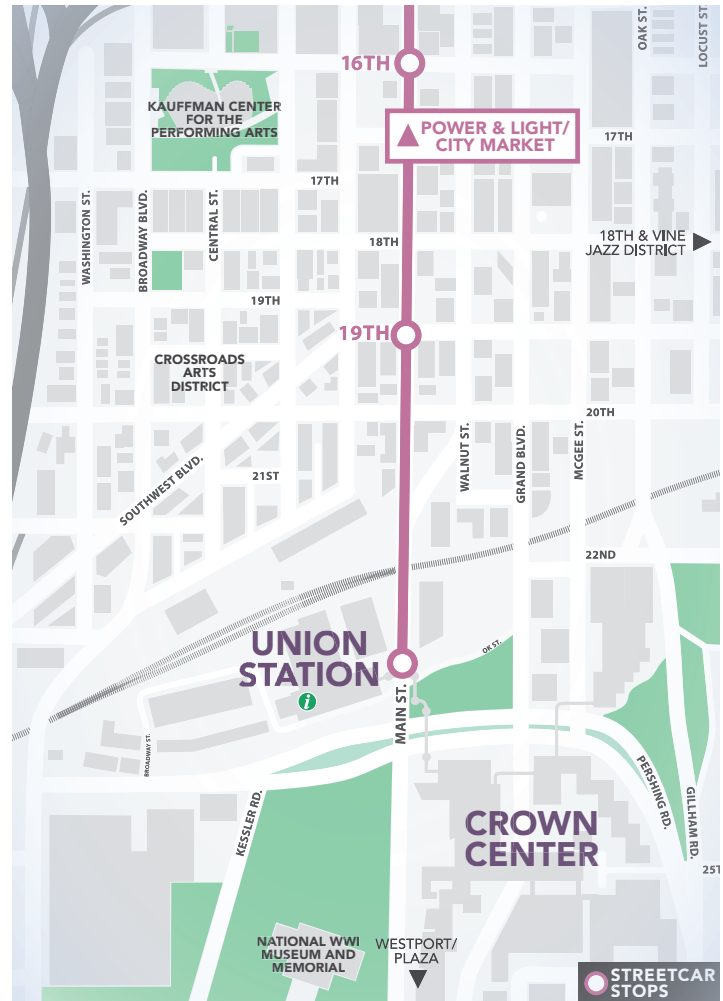 OAK ST.
LOCUST ST.
16TH
KAUFFMAN CENTER
FOR THE
PERFORMING ARTS
POWER & LIGHT/
CITY MARKET
17TH
17TH
WASHINGTON ST.
BROADWAY BLVD.
CENTRAL ST.
18TH
18TH & VINE
JAZZ DISTRICT
19TH
19TH
CROSSROADS
ARTS
DISTRICT
20TH
WALNUT ST.
GRAND BLVD.
MCGEE ST.
SOUTHWEST BLVD.
21ST
22ND
UNION
STATION
i
OK ST.
MAIN ST.
BROADWAY ST.
KESSLER RD.
PERSHING RD.
GILLHAM RD.
CROWN
CENTER
25T
NATIONAL WWI
MUSEUM AND
MEMORIAL
WESTPORT/
PLAZA
STREETCAR
STOPS